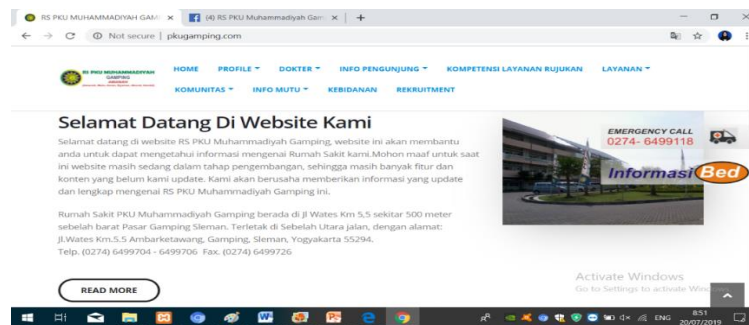 RS PKU MUHAMMADIYAH GAMP
(4) RS PKU Muhammadiyah Gam
Not secure | pkugamping.com
RS PKU MUHAMMADIYAH
GAMPING
HOME PROFILE DOKTER INFO PENGUNJUNG KOMPETENSI LAYANAN RUJUKAN LAYANAN
KOMUNITAS INFO MUTU KEBIDANAN REKRUITMENT
Selamat Datang Di Website Kami
Selamat datang di website RS PKU Muhammadiyah Gamping, website ini akan membantu
anda untuk dapat mengetahui informasi mengenai Rumah Sakit kami.Mohon maaf untuk saat
ini website masih sedang dalam tahap pengembangan, sehingga masih banyak fitur dan
konten yang belum kami update. Kami akan berusaha memberikan informasi yang update
dan lengkap mengenai RS PKU Muhammadiyah Gamping ini.
Rumah Sakit PKU Muhammadiyah Gamping berada di Jl Wates Km 5,5 sekitar 500 meter
sebelah barat Pasar Gamping Sleman. Terletak di Sebelah Utara jalan, dengan alamat:
Jl.Wates Km.5.5 Ambarketawang, Gamping, Sleman, Yogyakarta 55294.
Telp. (0274) 6499704 - 6499706 Fax. (0274) 6499726
READ MORE
EMERGENCY CALL
0274- 6499118
Informasi Bed
Activate Windows
Go to Settings to activate Windows
ENG
8:51
20/07/2019